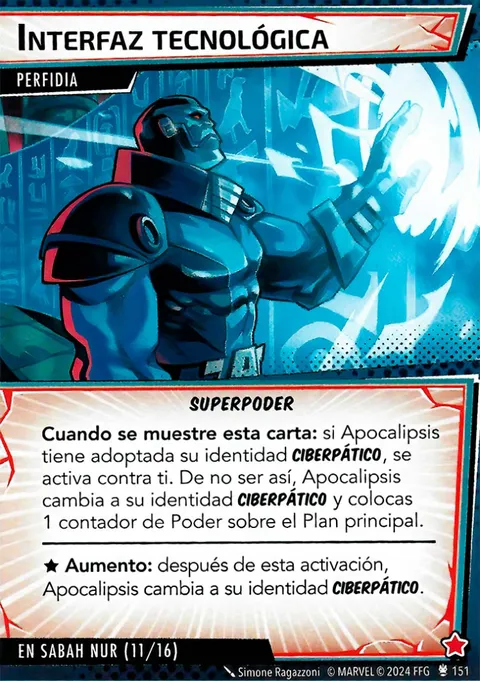 INTERFAZ TECNOLÓGICA
PERFIDIA
SUPERPODER
Cuando se muestre esta carta: si Apocalipsis
tiene adoptada su identidad CIBERPÁTICO, se
activa contra ti. De no ser así, Apocalipsis
cambia a su identidad CIBERPÁTICO y colocas
1 contador de Poder sobre el Plan principal.
★ Aumento: después de esta activación,
Apocalipsis cambia a su identidad CIBERPÁTICO.
EN SABAH NUR (11/16)
Simone Ragazzoni © MARVEL © 2024 FFG 151